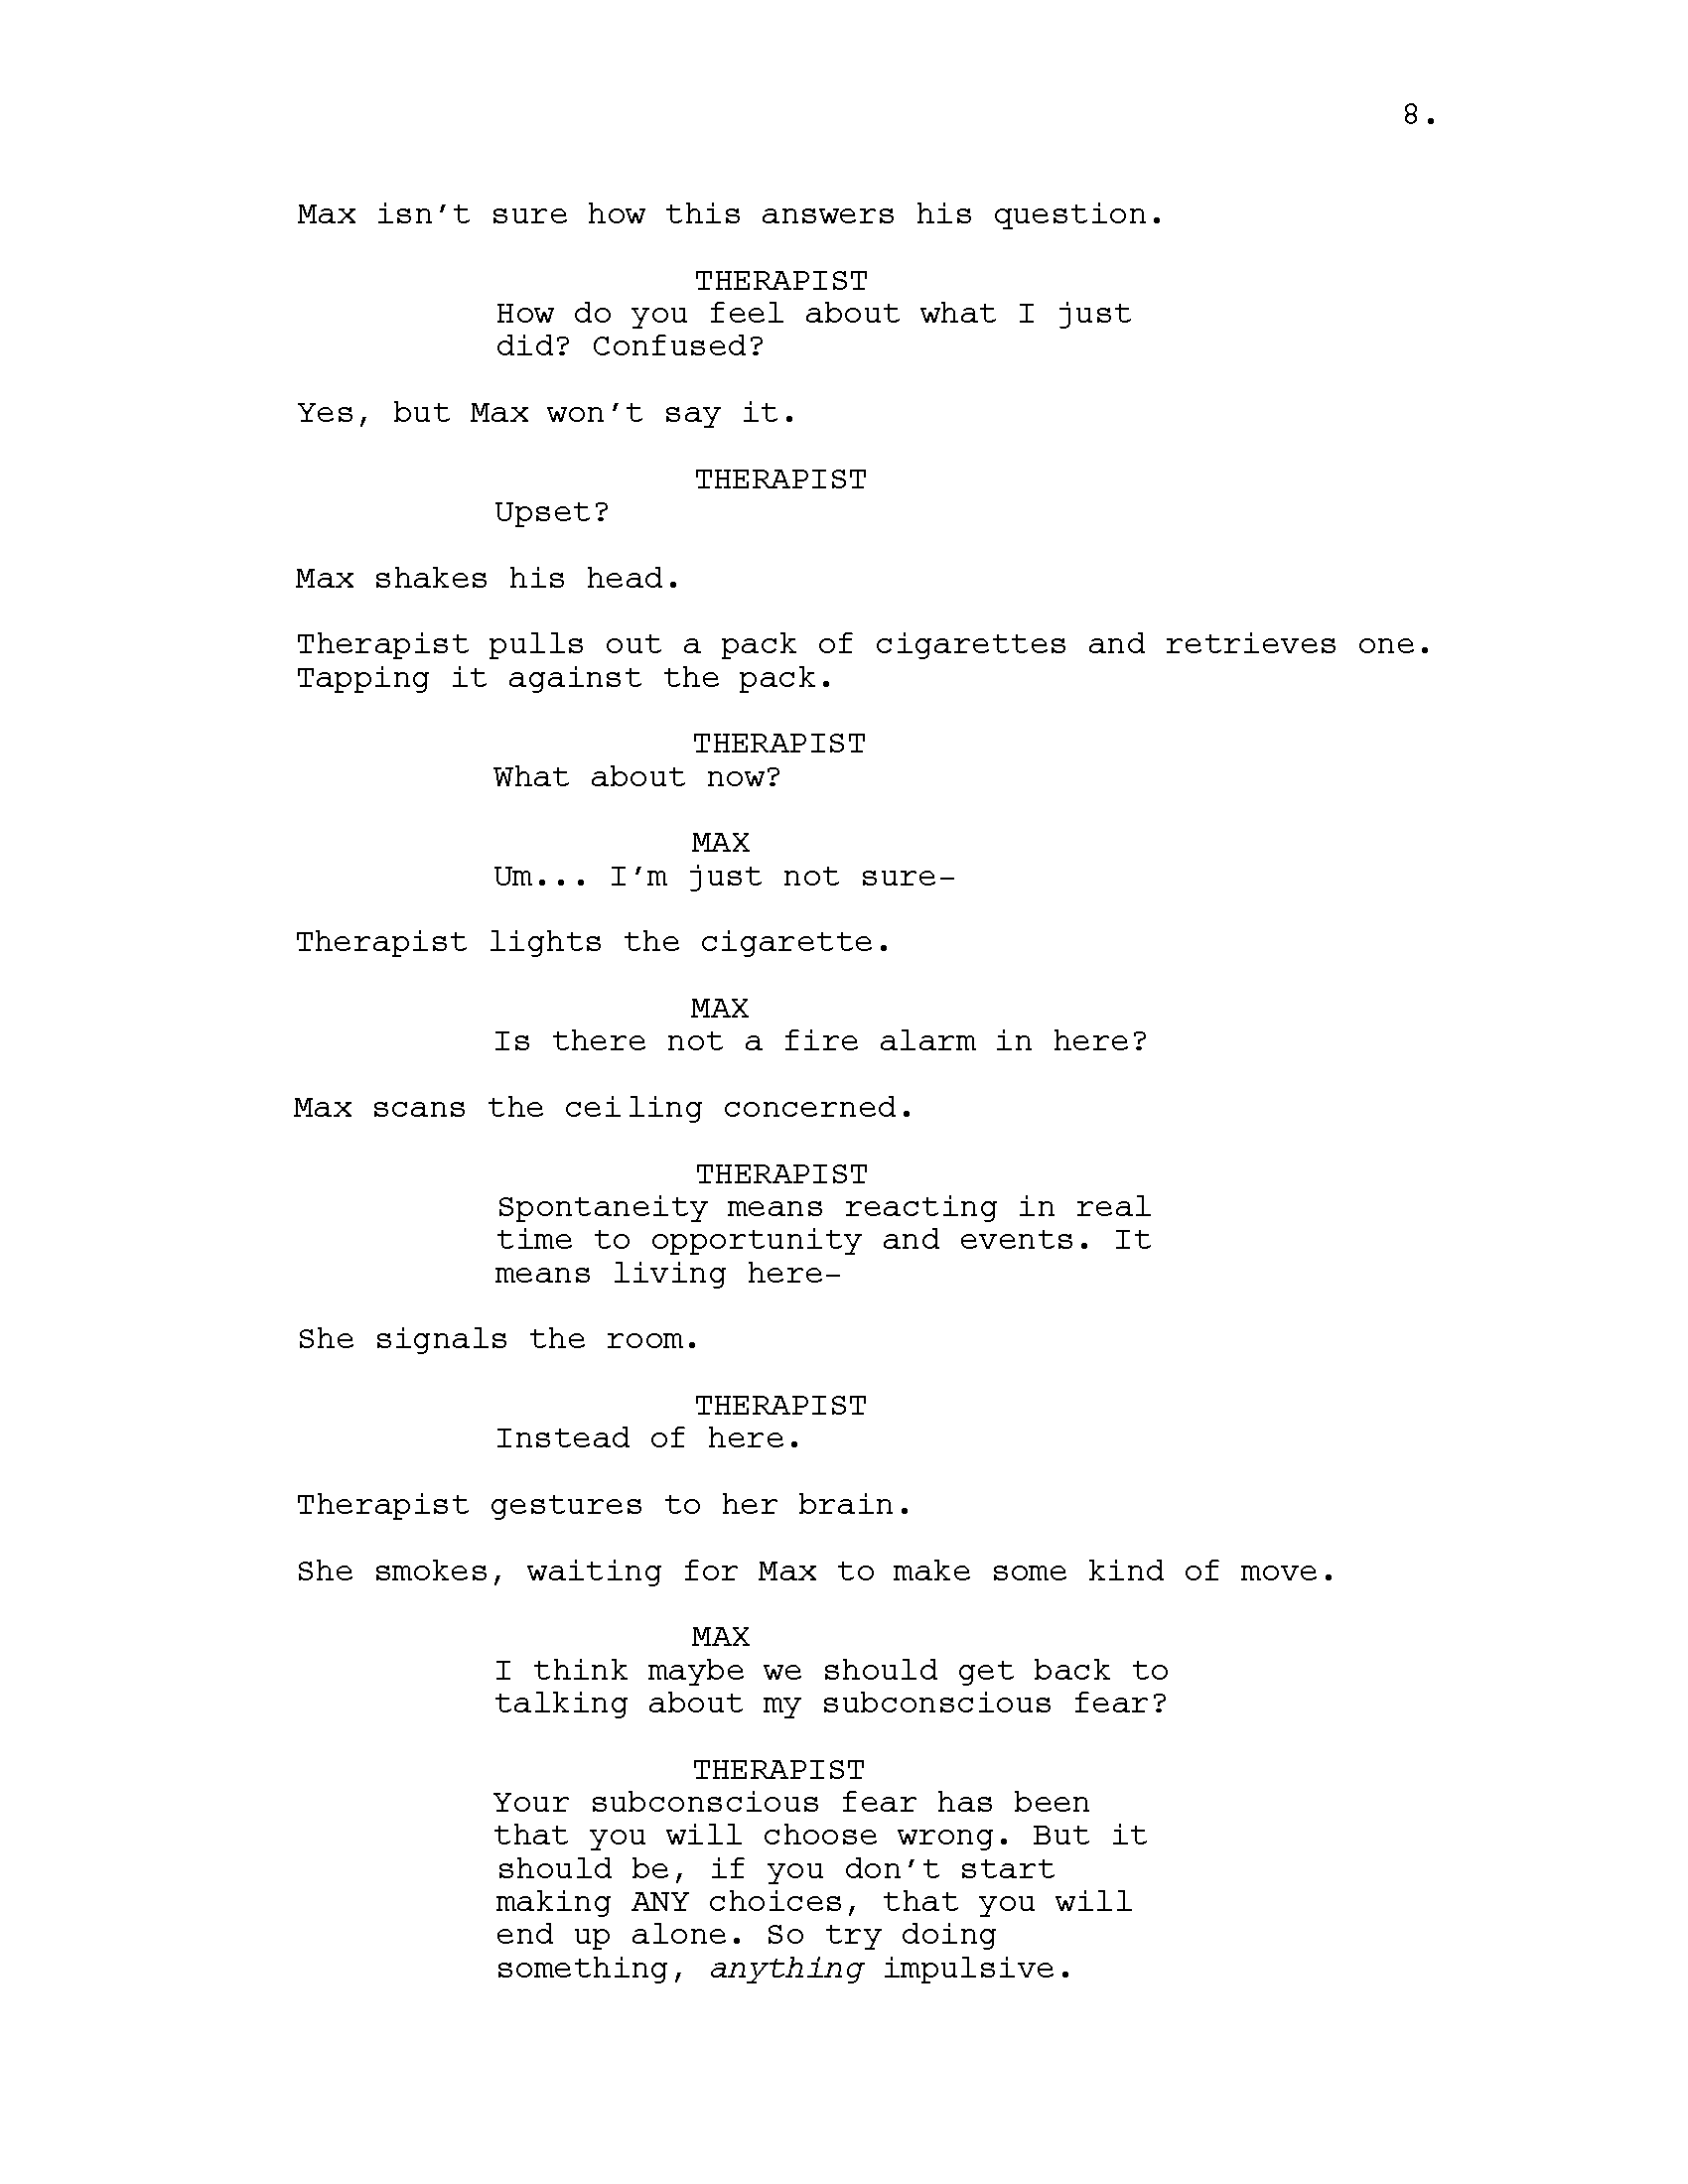 8.
Max isn't sure how this answers his question.
THERAPIST
How do you feel about what I just
did? Confused?
Yes, but Max won't say it.
THERAPIST
Upset?
Max shakes his head.
Therapist pulls out a pack of cigarettes and retrieves one.
Tapping it against the pack.
THERAPIST
What about now?
MAX
Um... I'm just not sure-
Therapist lights the cigarette.
MAX
Is there not a fire alarm in here?
Max scans the ceiling concerned.
THERAPIST
Spontaneity means reacting in real
time to opportunity and events. It
means living here-
She signals the room.
THERAPIST
Instead of here.
Therapist gestures to her brain.
She smokes, waiting for Max to make some kind of move.
MAX
I think maybe we should get back to
talking about my subconscious fear?
THERAPIST
Your subconscious fear has been
that you will choose wrong. But it
should be, if you don't start
making ANY choices, that you will
end up alone. So try doing
something, anything impulsive.